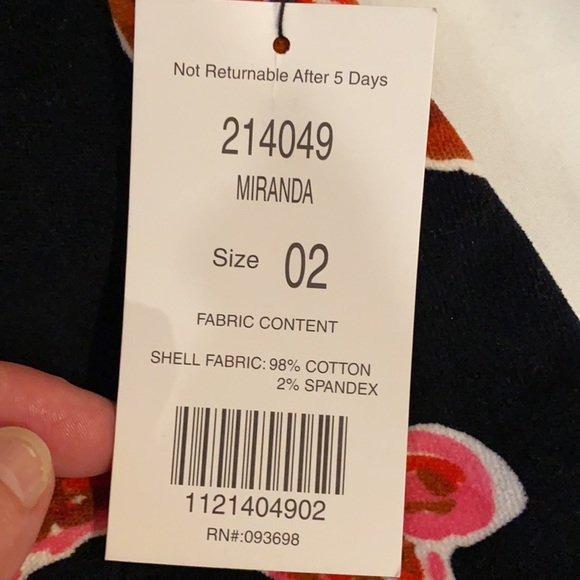 Not Returnable After 5 Days
214049
MIRANDA
Size 02
FABRIC CONTENT
SHELL FABRIC: 98% COTTON
2% SPANDEX
1121404902
RN#:093698